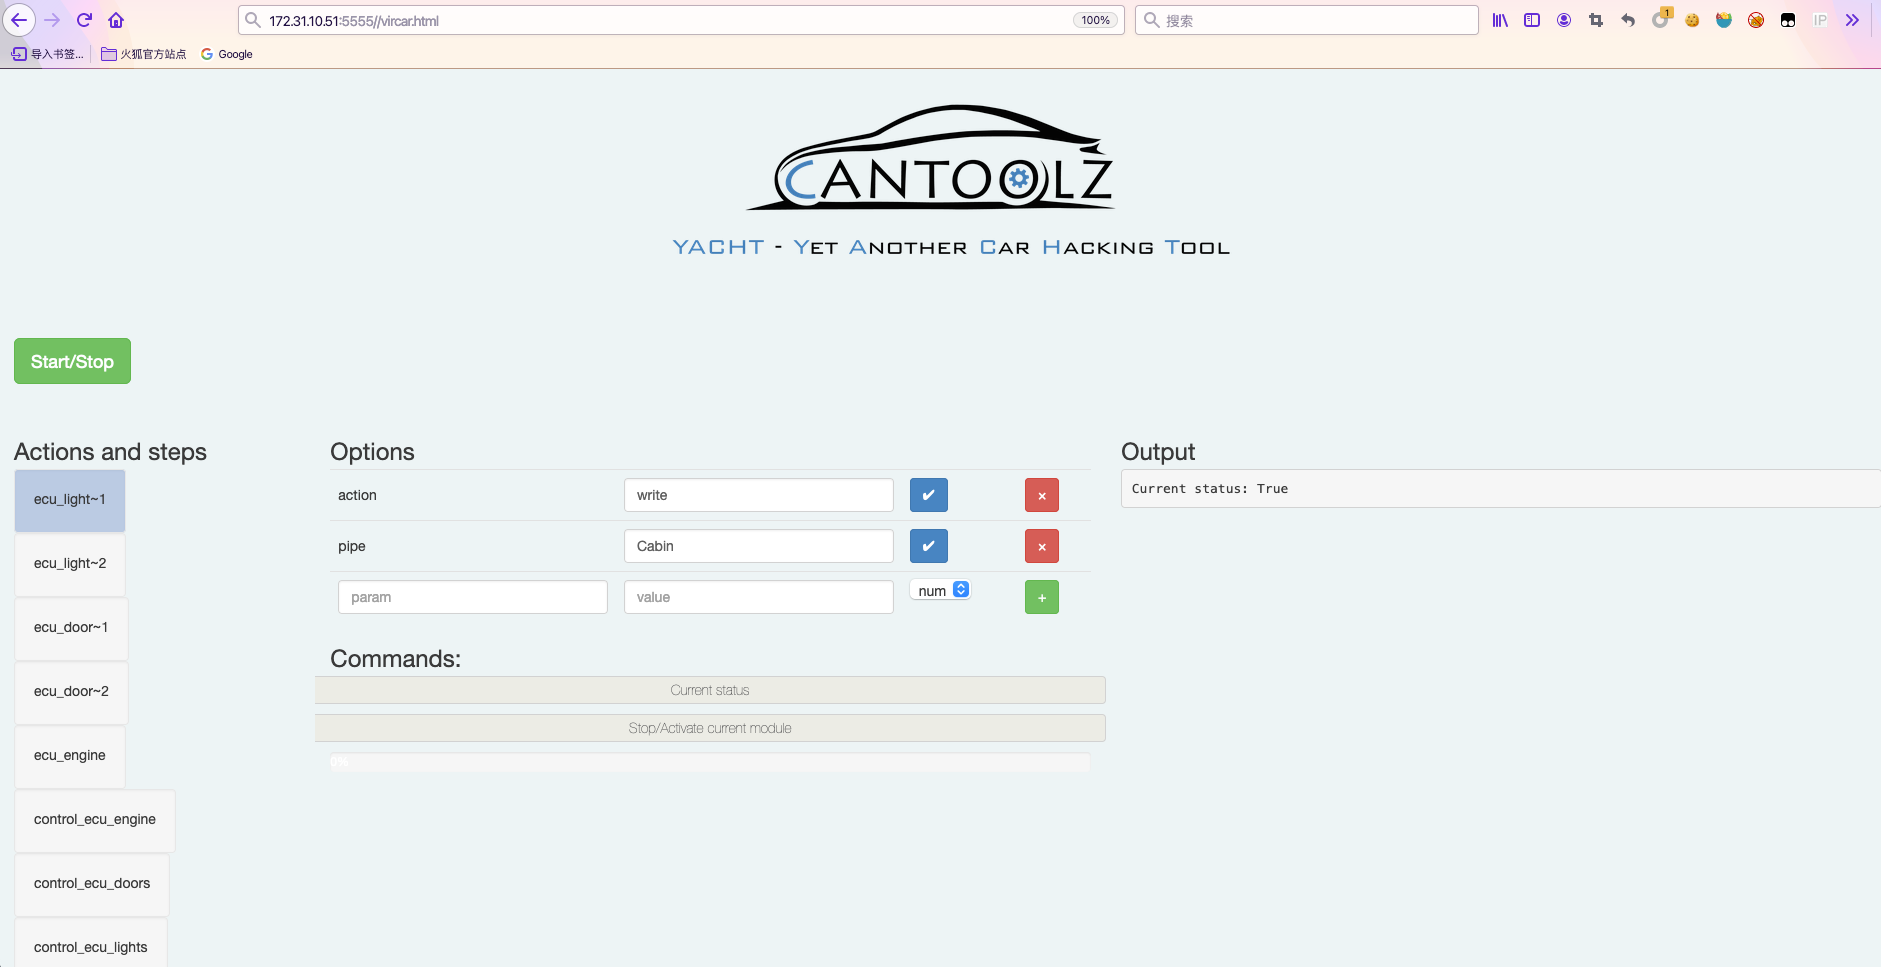 172.31.10.51:5555//vircar.html
100%
搜索
1
IP
导入书签...
火狐官方站点
Google
CANTOOLZ
YACHT - YET ANOTHER CAR HACKING TOOL
Start/Stop
Actions and steps
Options
Output
ecu_light~1
action
write
Current status: True
ecu_light~2
pipe
Cabin
param
value
num
+
ecu_door~1
Commands:
ecu_door~2
Current status
Stop/Activate current module
ecu_engine
0%
control_ecu_engine
control_ecu_doors
control_ecu_lights